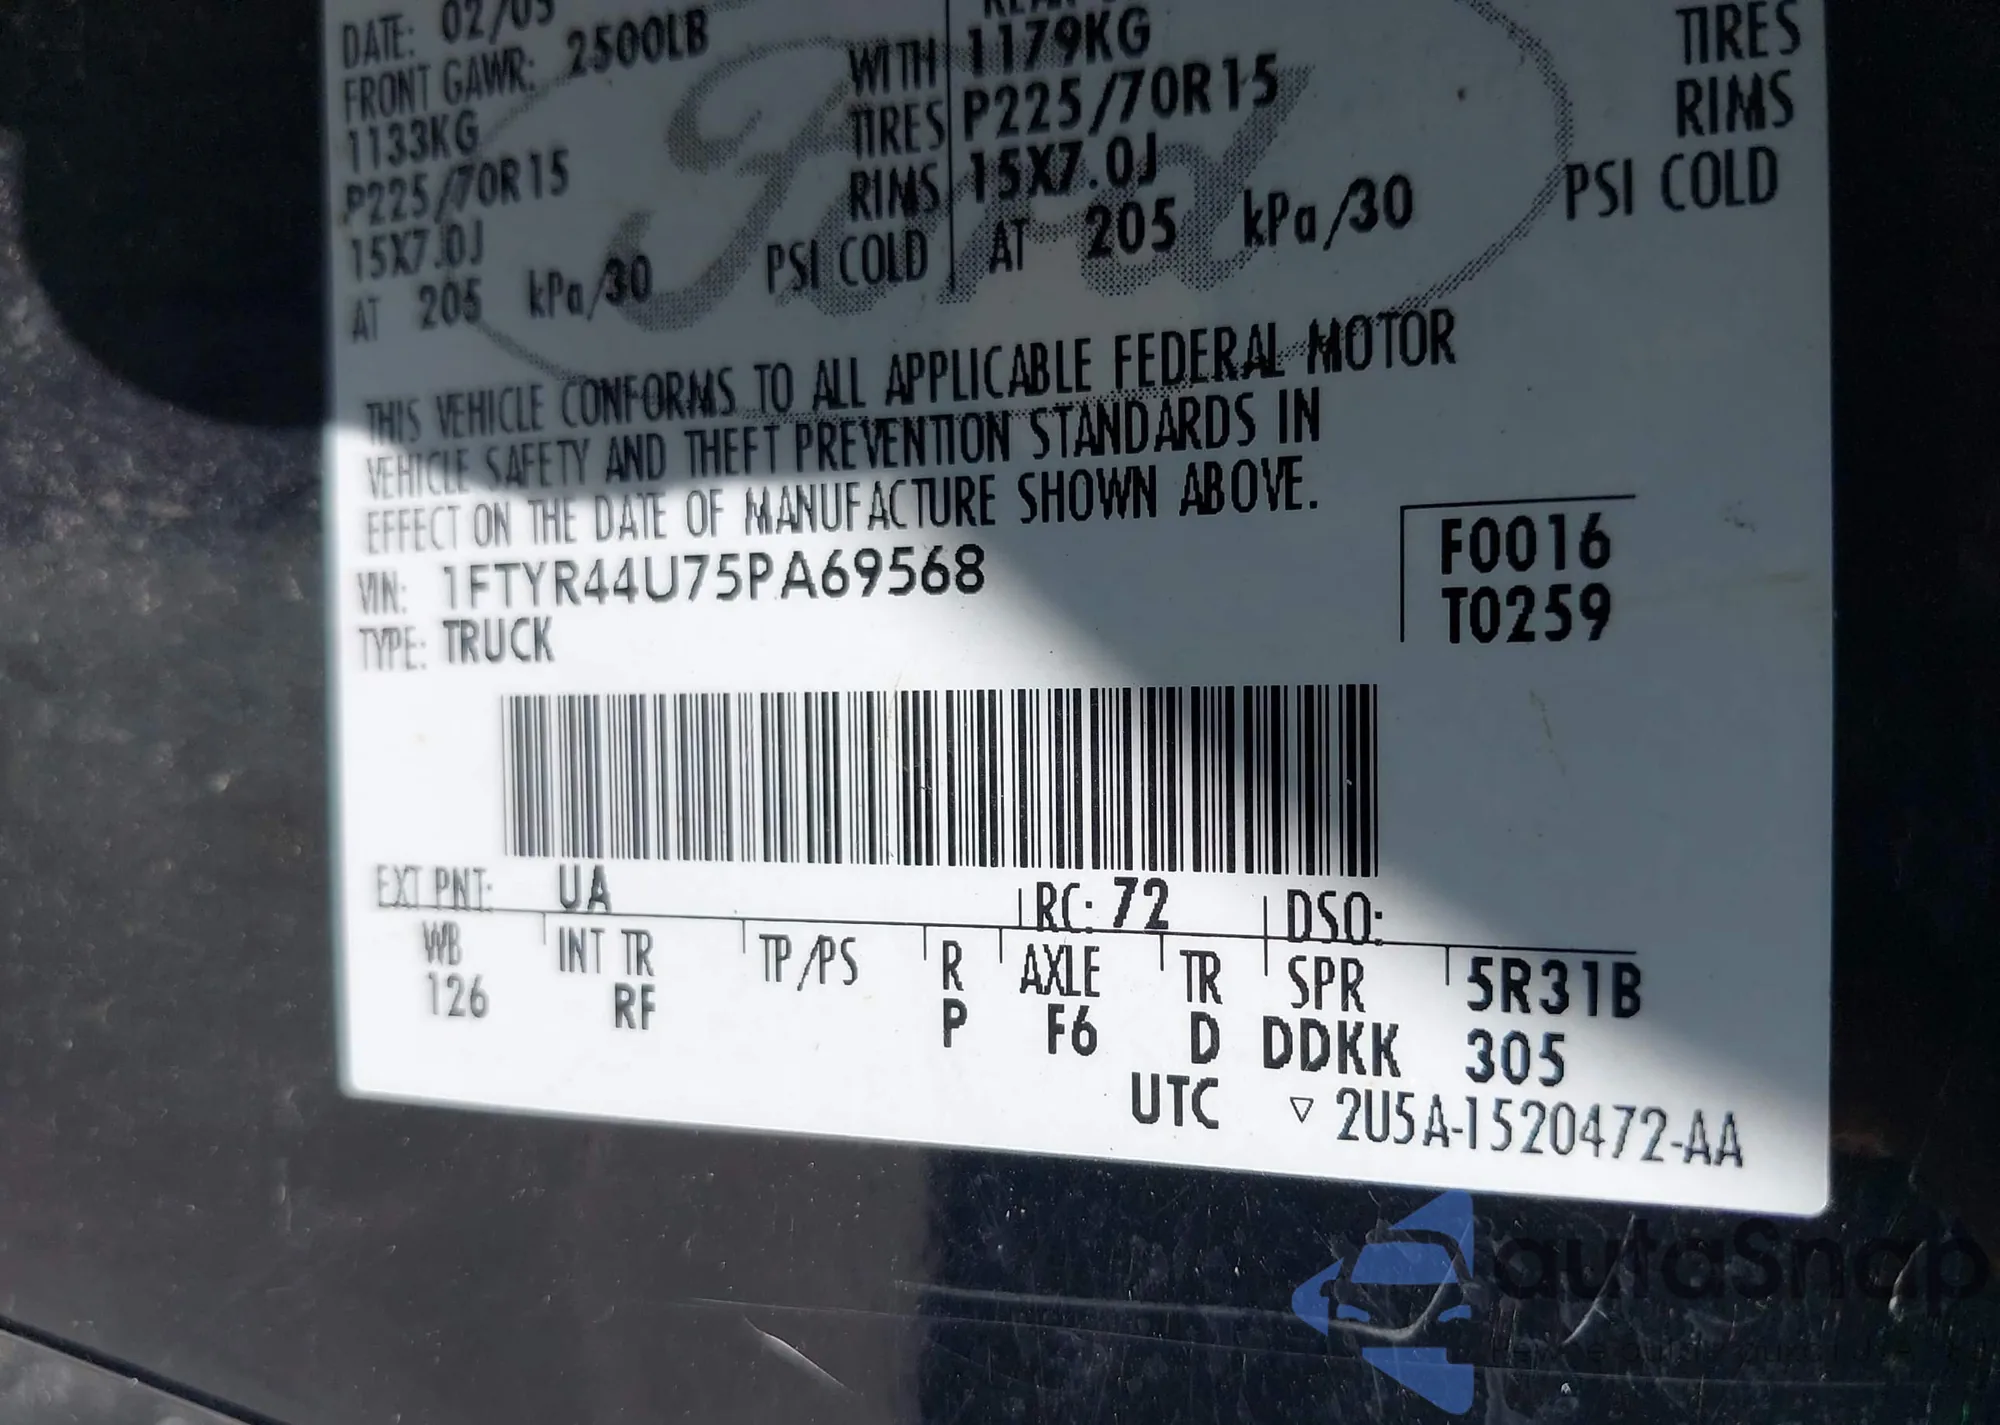 DATE: 02/05
FRONT GAWR: 2500LB
1133KG WITH
P225/70R15 TIRES
15X7.0J RIMS
AT 205 kPa/30 PSI COLD
1179KG
P225/70R15 TIRES
15X7.0J RIMS
AT 205 kPa/30 PSI COLD
Ford
THIS VEHICLE CONFORMS TO ALL APPLICABLE FEDERAL MOTOR
VEHICLE SAFETY AND THEFT PREVENTION STANDARDS IN
EFFECT ON THE DATE OF MANUFACTURE SHOWN ABOVE.
VIN: 1FTYR44U75PA69568
TYPE: TRUCK
F0016
T0259
EXT PNT: UA RC: 72 DSO:
WB INT TR TP/PS R AXLE TR SPR 5R31B
126 RF P F6 D DDKK 305
UTC ▽ 2U5A-1520472-AA
autaSnap